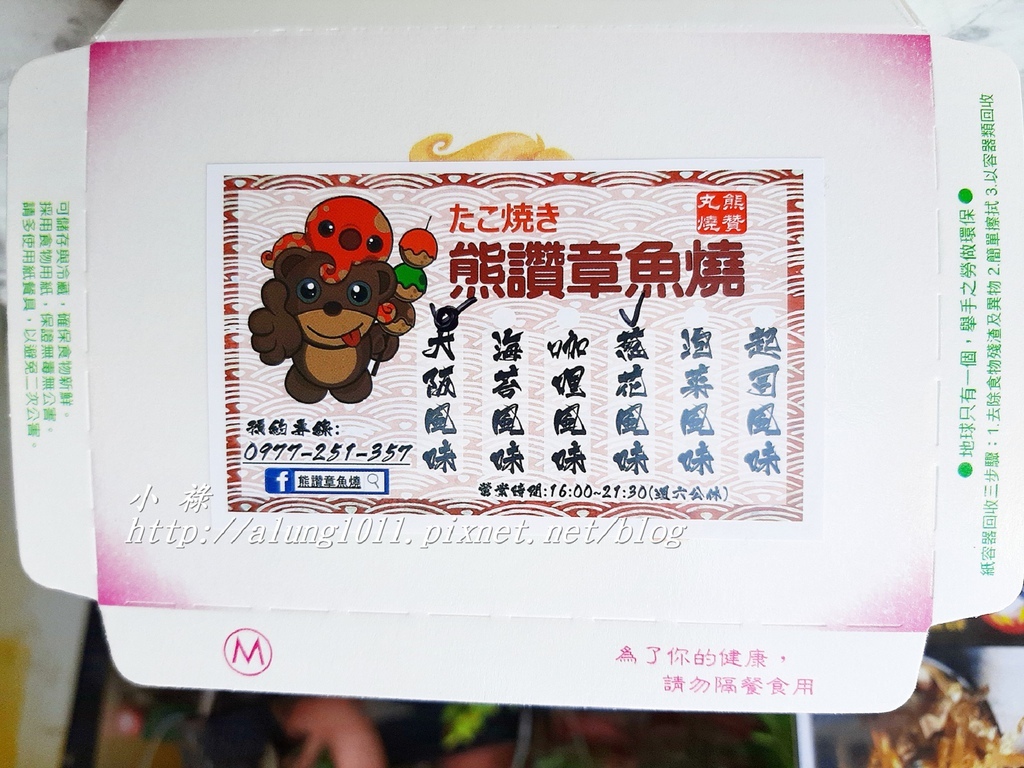 たこ焼き
熊讚
丸燒
熊讚章魚燒
大阪風味
海苔風味
咖哩風味
蔥花風味
泡菜風味
起司風味
預約專線:
0977-251-357
f 熊讚章魚燒
營業時間:16:00~21:30(週六公休)
小祿
http://alung1011.pixnet.net/blog
可儲存與冷藏，確保食物新鮮。
採用食物用紙，保證無毒無公害。
請多使用紙餐具，以避免二次公害。
●地球只有一個，舉手之勞做環保●
紙容器回收三步驟：1.去除食物殘渣及異物 2.簡單擦拭 3.以容器類回收
M
為了你的健康，
請勿隔餐食用